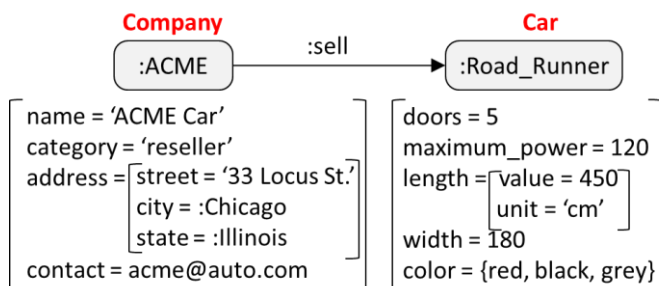 Company
Car
:sell
:ACME
:Road_Runner
name = ‘ACME Car’
category = ‘reseller’
address = street = ‘33 Locus St.’
city = :Chicago
state = :Illinois
contact = acme@auto.com
doors = 5
maximum_power = 120
length = value = 450
unit = ‘cm’
width = 180
color = {red, black, grey}